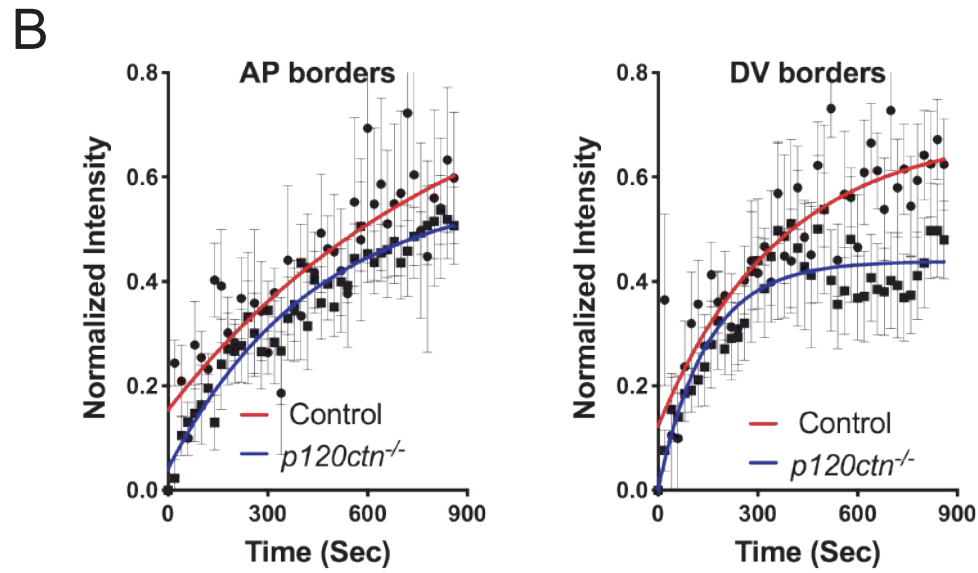 B
AP borders
Normalized Intensity
0.8
0.6
0.4
0.2
0.0
0
300
600
900
Time (Sec)
Control
p120ctn-/-
DV borders
Normalized Intensity
0.8
0.6
0.4
0.2
0.0
0
300
600
900
Time (Sec)
Control
p120ctn-/-